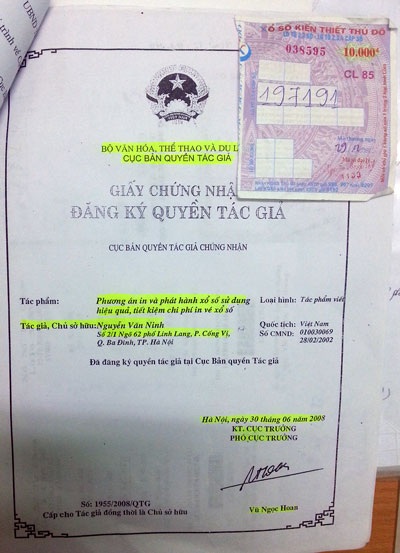 UBND
XỔ SỐ KIẾN THIẾT THỦ ĐÔ
038595 10.000đ
CL 85
197191
BỘ VĂN HÓA, THỂ THAO VÀ DU L
CỤC BẢN QUYỀN TÁC GIẢ
GIẤY CHỨNG NHẬ
ĐĂNG KÝ QUYỀN TÁC GIẢ
CỤC BẢN QUYỀN TÁC GIẢ CHỨNG NHẬN
Tác phẩm: Phương án in và phát hành xổ số sử dụng Loại hình: Tác phẩm viết
hiệu quả, tiết kiệm chi phí in vé xổ số
Tác giả, Chủ sở hữu: Nguyễn Văn Ninh Quốc tịch: Việt Nam
Số 2/1 Ngõ 62 phố Linh Lang, P. Cống Vị, Số CMND: 010030069
Q. Ba Đình, TP. Hà Nội 28/02/2002
Đã đăng ký quyền tác giả tại Cục Bản quyền Tác giả
Hà Nội, ngày 30 tháng 06 năm 2008
KT. CỤC TRƯỞNG
PHÓ CỤC TRƯỞNG
Số: 1955/2008/QTG
Cấp cho Tác giả đồng thời là Chủ sở hữu
Vũ Ngọc Hoan